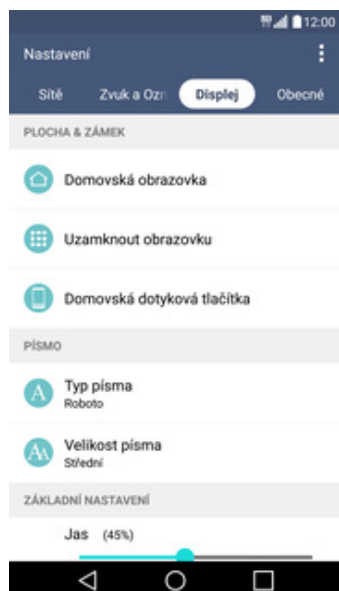 12:00
Nastavení
Sítě Zvuk a Ozn Displej Obecné
PLOCHA & ZÁMEK
Domovská obrazovka
Uzamknout obrazovku
Domovská dotyková tlačítka
PÍSMO
A Typ písma
Roboto
AA Velikost písma
Střední
ZÁKLADNÍ NASTAVENÍ
Jas (45%)